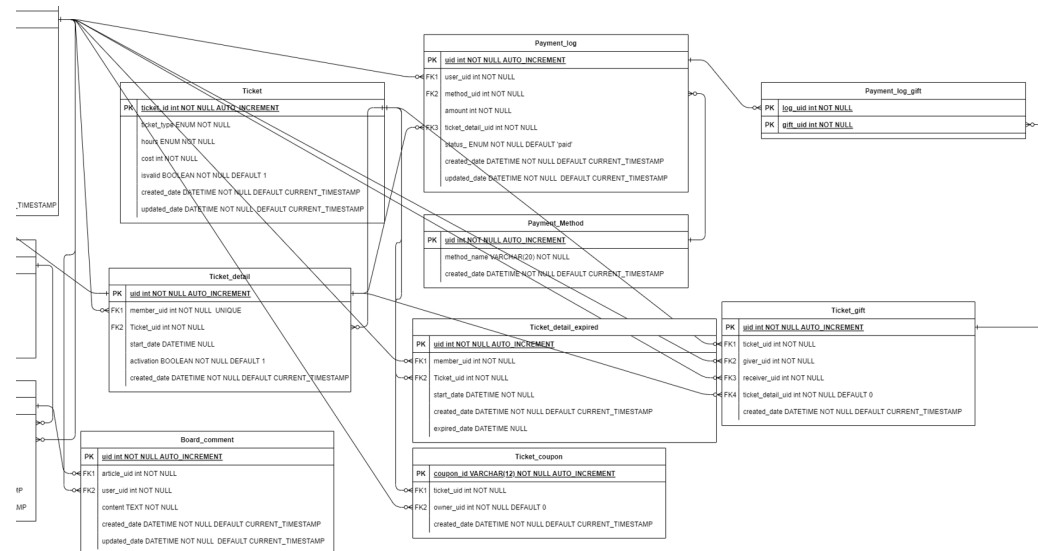 Payment_log
PK uid int NOT NULL AUTO_INCREMENT
FK1 user_uid int NOT NULL
FK2 method_uid int NOT NULL
amount int NOT NULL
FK3 ticket_detail_uid int NOT NULL
status_ ENUM NOT NULL DEFAULT 'paid'
created_date DATETIME NOT NULL DEFAULT CURRENT_TIMESTAMP
updated_date DATETIME NOT NULL DEFAULT CURRENT_TIMESTAMP
Payment_log_gift
PK log_uid int NOT NULL
PK gift_uid int NOT NULL
Ticket
PK ticket_id int NOT NULL AUTO_INCREMENT
ticket_type ENUM NOT NULL
hours ENUM NOT NULL
cost int NOT NULL
isvalid BOOLEAN NOT NULL DEFAULT 1
created_date DATETIME NOT NULL DEFAULT CURRENT_TIMESTAMP
updated_date DATETIME NOT NULL DEFAULT CURRENT_TIMESTAMP
_TIMESTAMP
Payment_Method
PK uid int NOT NULL AUTO_INCREMENT
method_name VARCHAR(20) NOT NULL
created_date DATETIME NOT NULL DEFAULT CURRENT_TIMESTAMP
Ticket_detail
PK uid int NOT NULL AUTO_INCREMENT
FK1 member_uid int NOT NULL UNIQUE
FK2 Ticket_uid int NOT NULL
start_date DATETIME NULL
activation BOOLEAN NOT NULL DEFAULT 1
created_date DATETIME NOT NULL DEFAULT CURRENT_TIMESTAMP
Ticket_detail_expired
PK uid int NOT NULL AUTO_INCREMENT
FK1 member_uid int NOT NULL
FK2 Ticket_uid int NOT NULL
start_date DATETIME NOT NULL
created_date DATETIME NOT NULL DEFAULT CURRENT_TIMESTAMP
expired_date DATETIME NULL
Ticket_gift
PK uid int NOT NULL AUTO_INCREMENT
FK1 ticket_uid int NOT NULL
FK2 giver_uid int NOT NULL
FK3 receiver_uid int NOT NULL
FK4 ticket_detail_uid int NOT NULL DEFAULT 0
created_date DATETIME NOT NULL DEFAULT CURRENT_TIMESTAMP
Board_comment
PK uid int NOT NULL AUTO_INCREMENT
FK1 article_uid int NOT NULL
FK2 user_uid int NOT NULL
content TEXT NOT NULL
created_date DATETIME NOT NULL DEFAULT CURRENT_TIMESTAMP
updated_date DATETIME NOT NULL DEFAULT CURRENT_TIMESTAMP
Ticket_coupon
PK coupon_id VARCHAR(12) NOT NULL AUTO_INCREMENT
FK1 ticket_uid int NOT NULL
FK2 owner_uid int NOT NULL DEFAULT 0
created_date DATETIME NOT NULL DEFAULT CURRENT_TIMESTAMP